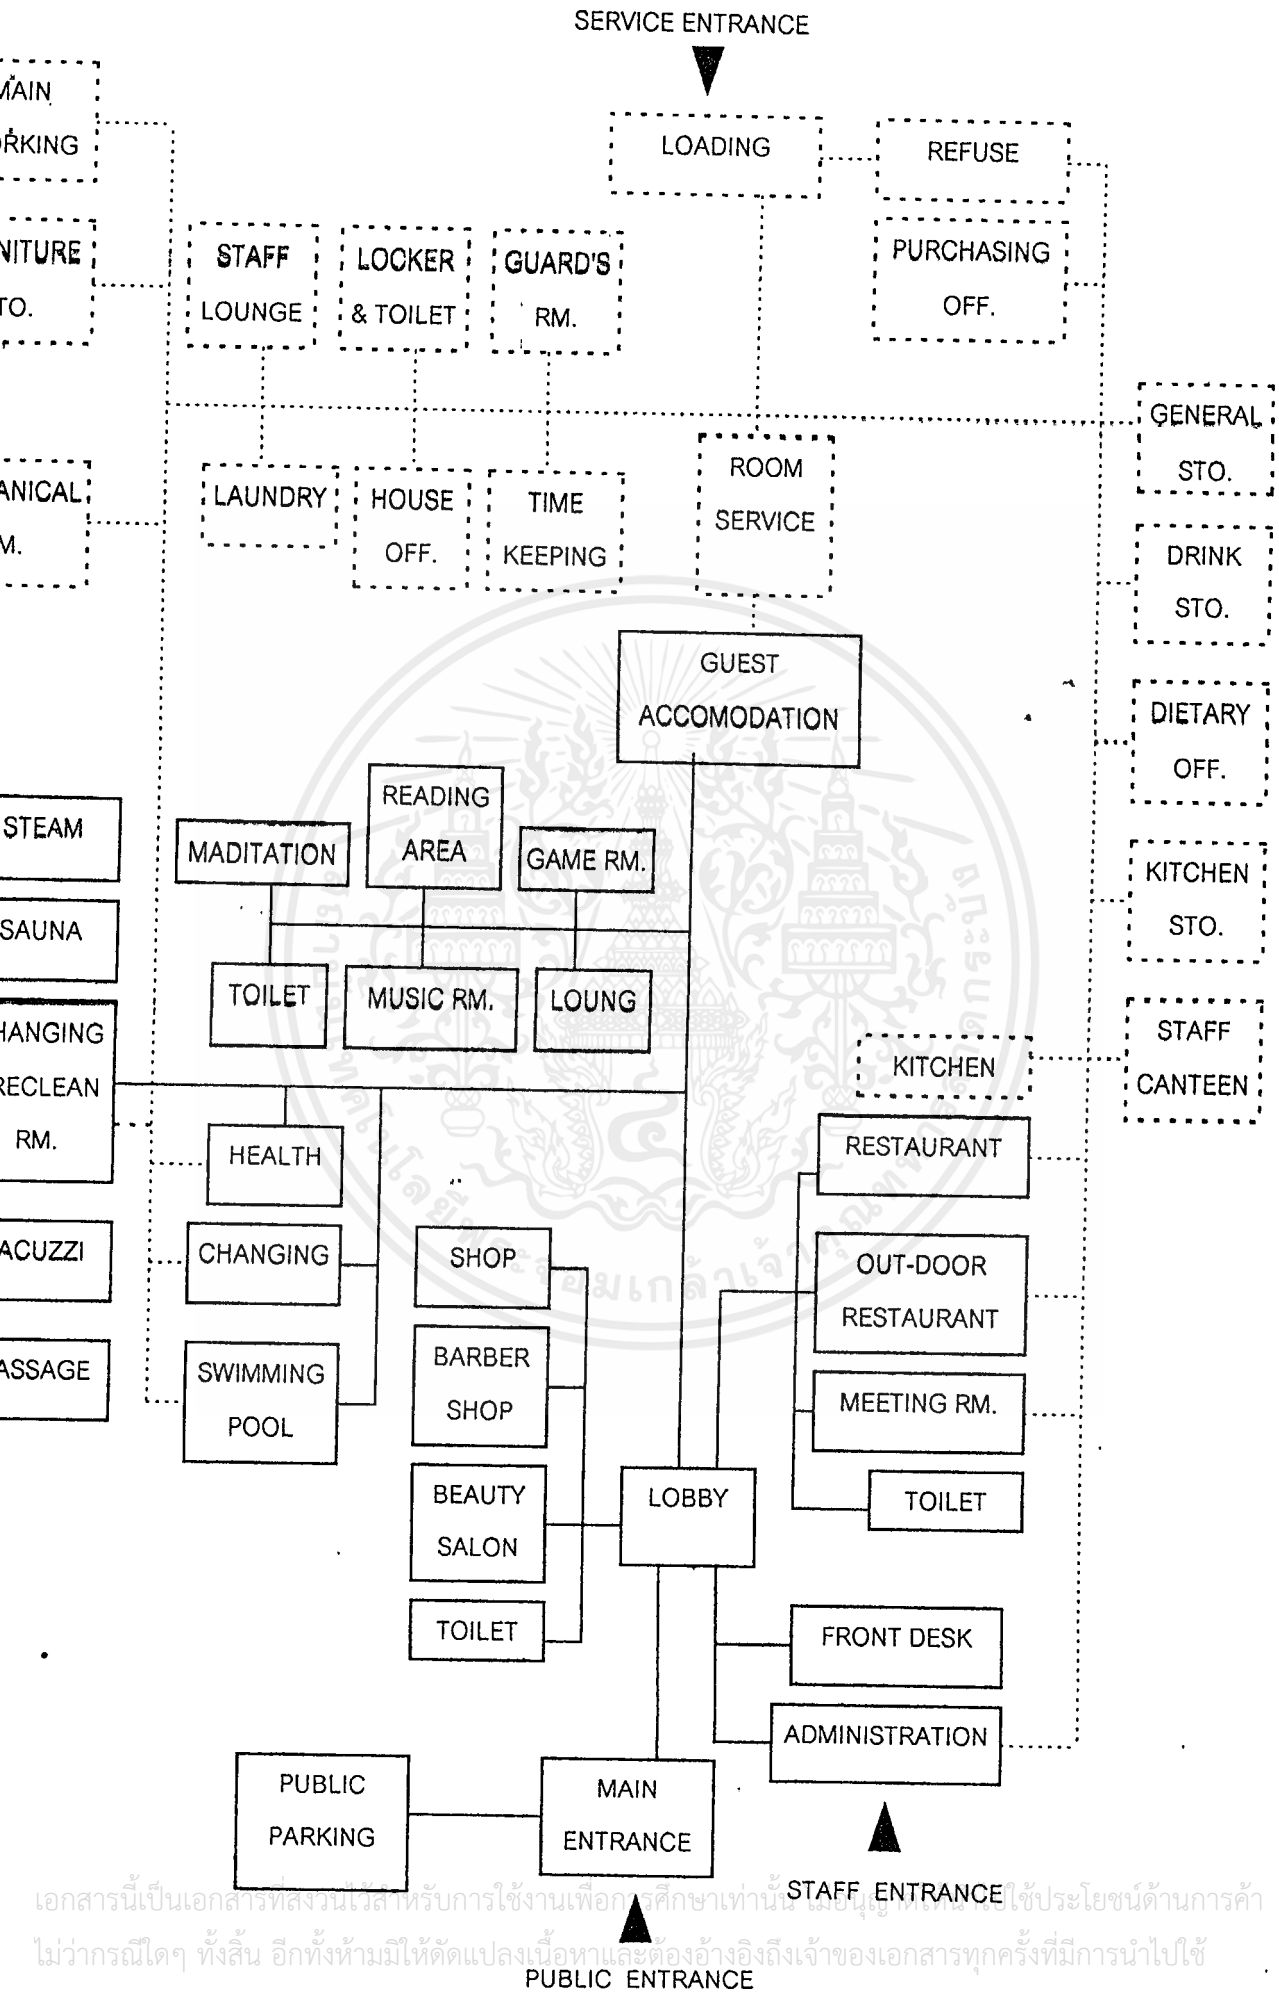 SERVICE ENTRANCE
MAIN
ORKING
LOADING
REFUSE
NITURE
TO.
STAFF
LOUNGE
LOCKER
& TOILET
GUARD'S
RM.
PURCHASING
OFF.
GENERAL
STO.
ANICAL
M.
LAUNDRY
HOUSE
OFF.
TIME
KEEPING
ROOM
SERVICE
DRINK
STO.
GUEST
ACCOMODATION
DIETARY
OFF.
STEAM
MADITATION
READING
AREA
GAME RM.
KITCHEN
STO.
SAUNA
TOILET
MUSIC RM.
LOUNG
HANGING
RECLEAN
RM.
KITCHEN
STAFF
CANTEEN
HEALTH
RESTAURANT
ACUZZI
CHANGING
SHOP
OUT-DOOR
RESTAURANT
ASSAGE
SWIMMING
POOL
BARBER
SHOP
MEETING RM.
BEAUTY
SALON
LOBBY
TOILET
TOILET
FRONT DESK
ADMINISTRATION
PUBLIC
PARKING
MAIN
ENTRANCE
STAFF ENTRANCE
เอกสารนี้เป็นเอกสารที่สงวนไว้สำหรับการใช้งานเพื่อการศึกษาเท่านั้น ไม่อนุญาตให้นำไปใช้ประโยชน์ด้านการค้า
ไม่ว่ากรณีใดๆ ทั้งสิ้น อีกทั้งห้ามมิให้ดัดแปลงเนื้อหาและต้องอ้างอิงถึงเจ้าของเอกสารทุกครั้งที่มีการนำไปใช้
PUBLIC ENTRANCE